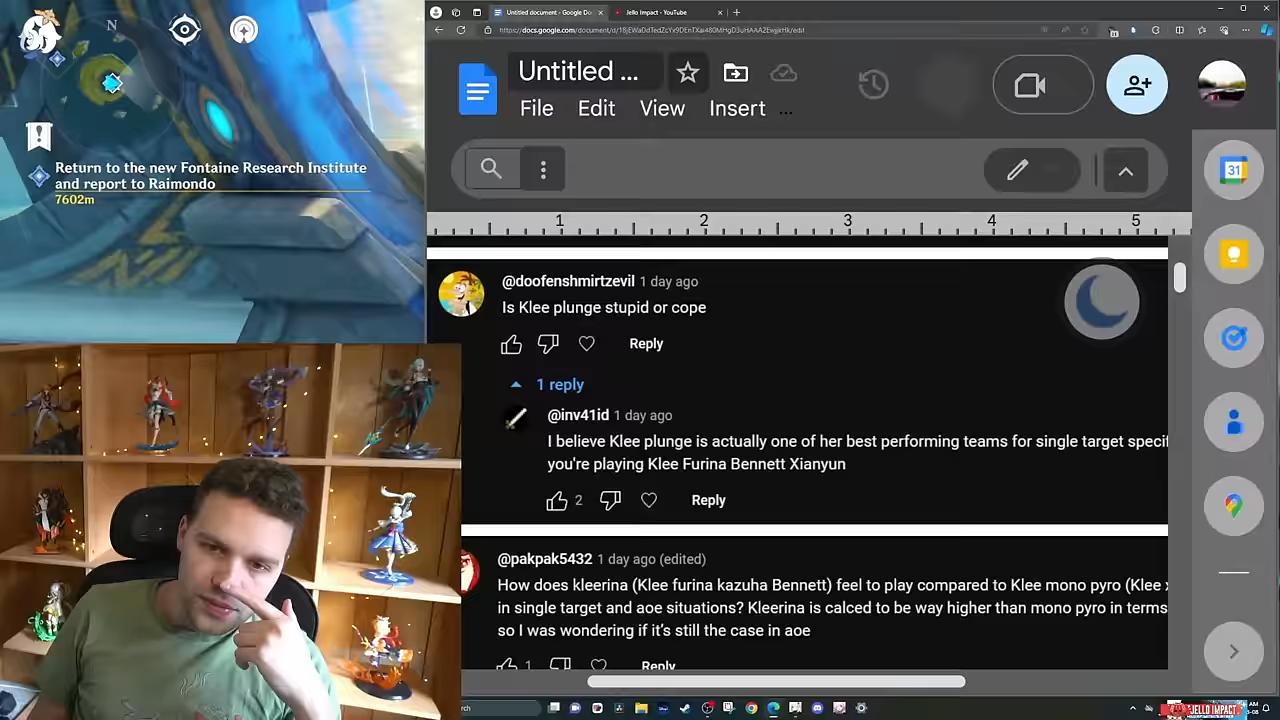 N
Return to the new Fontaine Research Institute
and report to Raimondo
7602m
Untitled document - Google Do
Jello Impact - YouTube
Untitled ...
File Edit View Insert ...
31
1 2 3 4 5
@doofenshmirtzevil 1 day ago
Is Klee plunge stupid or cope
Reply
1 reply
@inv41id 1 day ago
I believe Klee plunge is actually one of her best performing teams for single target specif
you're playing Klee Furina Bennett Xianyun
2 Reply
@pakpak5432 1 day ago (edited)
How does kleerina (Klee furina kazuha Bennett) feel to play compared to Klee mono pyro (Klee
in single target and aoe situations? Kleerina is calced to be way higher than mono pyro in terms
so I was wondering if it's still the case in aoe
1 Reply
JELLO IMPACT